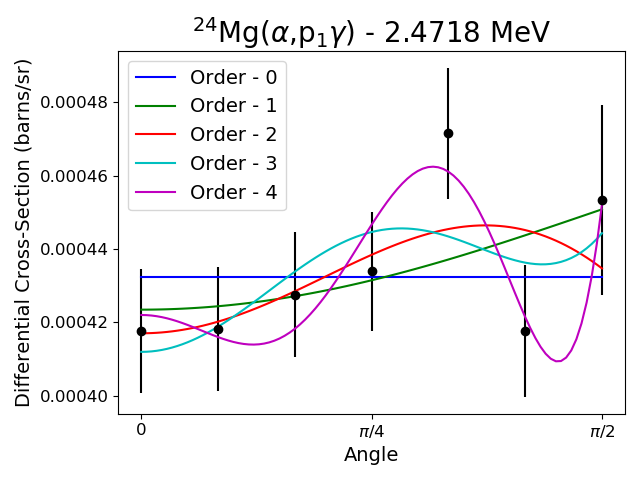 ²⁴Mg(α,p₁γ) - 2.4718 MeV
Differential Cross-Section (barns/sr)
0.00048
0.00046
0.00044
0.00042
0.00040
Order - 0
Order - 1
Order - 2
Order - 3
Order - 4
0 π/4 π/2
Angle